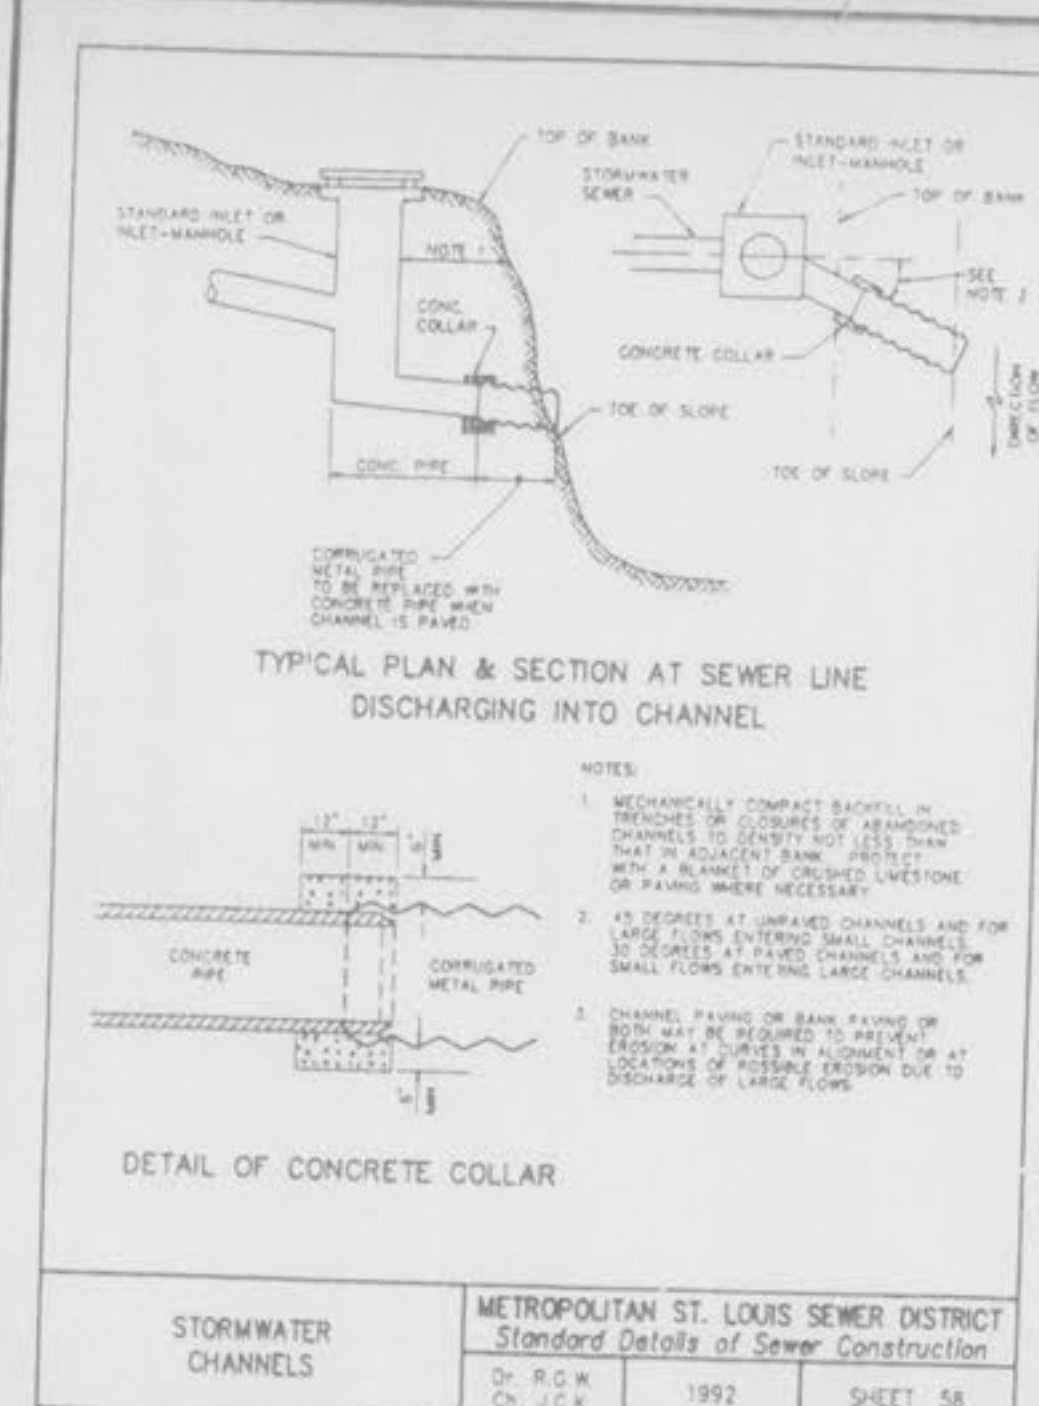 TOP OF BANK
STANDARD INLET OR
INLET-MANHOLE
STORMWATER
SEWER
TOP OF BANK
STANDARD INLET OR
INLET-MANHOLE
NOTE 1
SEE
NOTE 2
CONC.
COLLAR
CONCRETE COLLAR
DIRECTION
OF FLOW
TOE OF SLOPE
CONC. PIPE
TOE OF SLOPE
CORRUGATED
METAL PIPE
TO BE REPLACED WITH
CONCRETE PIPE WHEN
CHANNEL IS PAVED
TYPICAL PLAN & SECTION AT SEWER LINE
DISCHARGING INTO CHANNEL
NOTES:
1. MECHANICALLY COMPACT BACKFILL IN
TRENCHES OR CLOSURES OF ABANDONED
CHANNELS TO DENSITY NOT LESS THAN
THAT IN ADJACENT BANK. PROTECT
WITH A BLANKET OF CRUSHED LIMESTONE
OR PAVING WHERE NECESSARY
2. 45 DEGREES AT UNPAVED CHANNELS AND FOR
LARGE FLOWS ENTERING SMALL CHANNELS.
30 DEGREES AT PAVED CHANNELS AND FOR
SMALL FLOWS ENTERING LARGE CHANNELS.
3. CHANNEL PAVING OR BANK PAVING OR
BOTH MAY BE REQUIRED TO PREVENT
EROSION AT CURVES IN ALIGNMENT OR AT
LOCATIONS OF POSSIBLE EROSION DUE TO
DISCHARGE OF LARGE FLOWS
12" 12"
MIN. MIN.
6" MIN.
CONCRETE
PIPE
CORRUGATED
METAL PIPE
6" MIN.
DETAIL OF CONCRETE COLLAR
STORMWATER
CHANNELS
METROPOLITAN ST. LOUIS SEWER DISTRICT
Standard Details of Sewer Construction
Dr. R.G.W.
Ch. J.C.K.
1992
SHEET 58